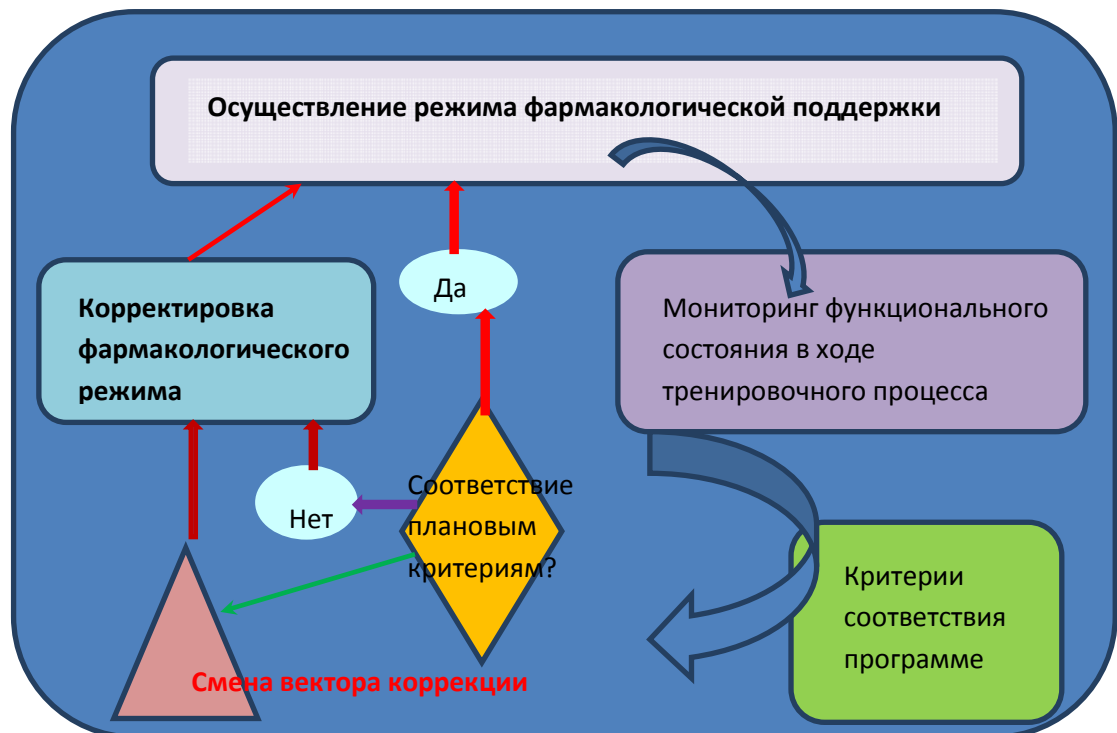 Осуществление режима фармакологической поддержки
Да
Корректировка
фармакологического
режима
Мониторинг функционального
состояния в ходе
тренировочного процесса
Нет
Соответствие
плановым
критериям?
Критерии
соответствия
программе
Смена вектора коррекции